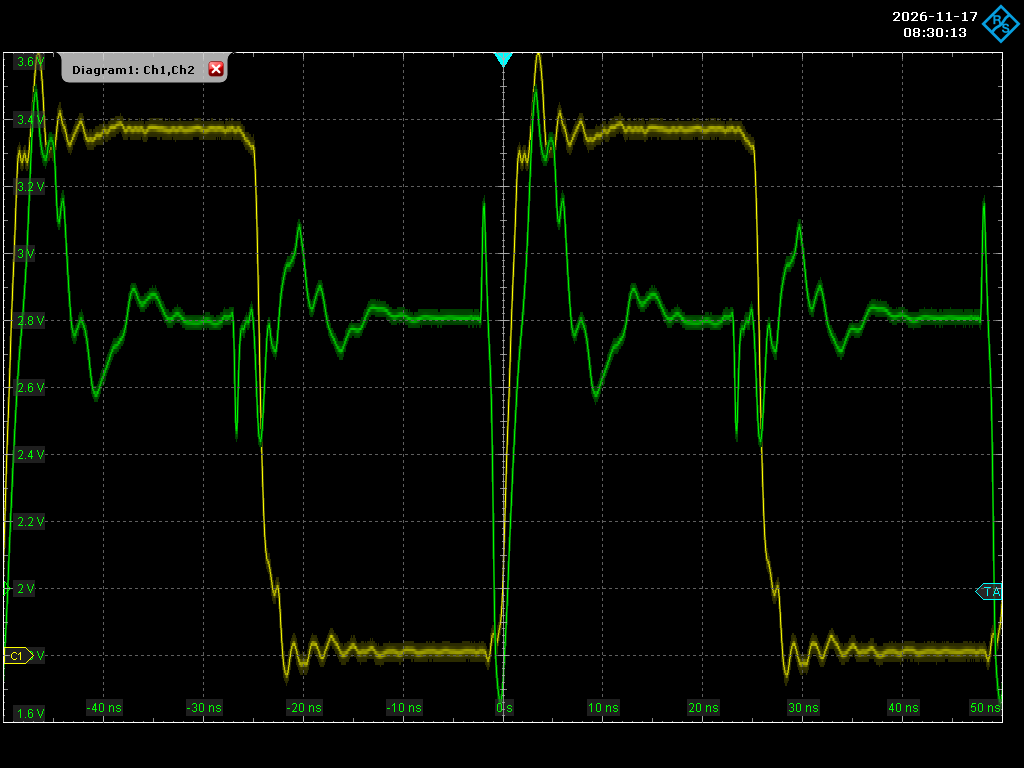 2026-11-17
08:30:13
R&S
Diagram1: Ch1,Ch2
3.6 V
3.4 V
3.2 V
3 V
2.8 V
2.6 V
2.4 V
2.2 V
2 V
TA
C1 V
1.6 V
-40 ns
-30 ns
-20 ns
-10 ns
0 s
10 ns
20 ns
30 ns
40 ns
50 ns